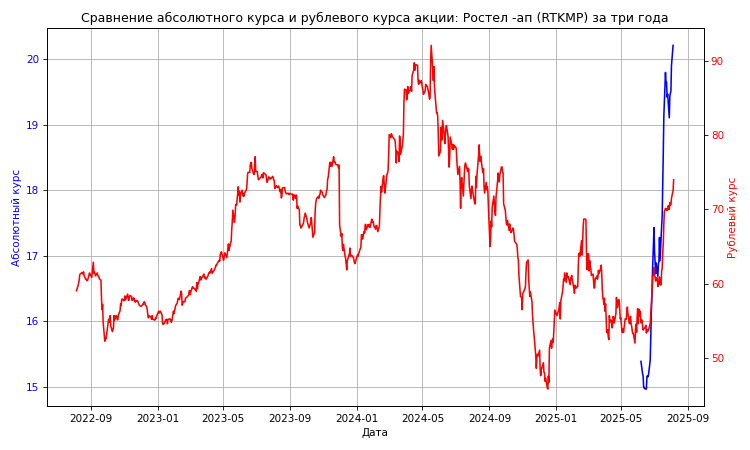 Сравнение абсолютного курса и рублевого курса акции: Ростел -ап (RTKMP) за три года
Абсолютный курс
20
19
18
17
16
15
90
80
70
60
50
Рублевый курс
2022-09 2023-01 2023-05 2023-09 2024-01 2024-05 2024-09 2025-01 2025-05 2025-09
Дата